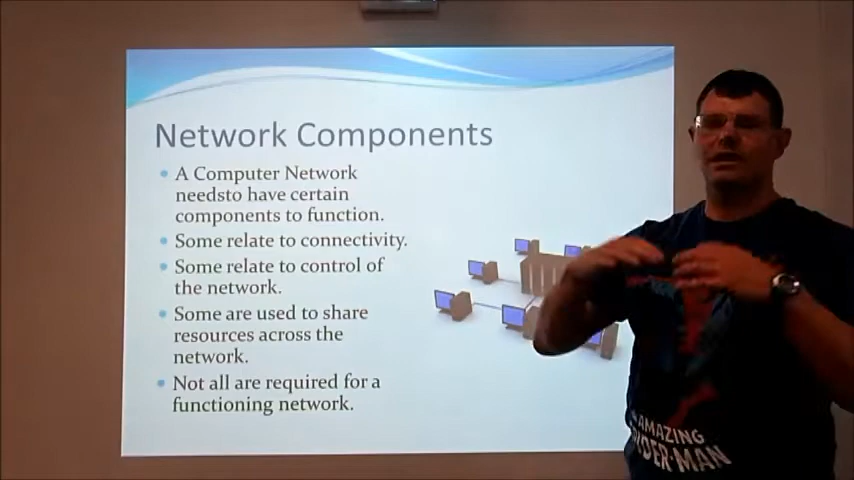 Network Components
A Computer Network
needsto have certain
components to function.
Some relate to connectivity.
Some relate to control of
the network.
Some are used to share
resources across the
network.
Not all are required for a
functioning network.
AMAZING
SPIDER-MAN